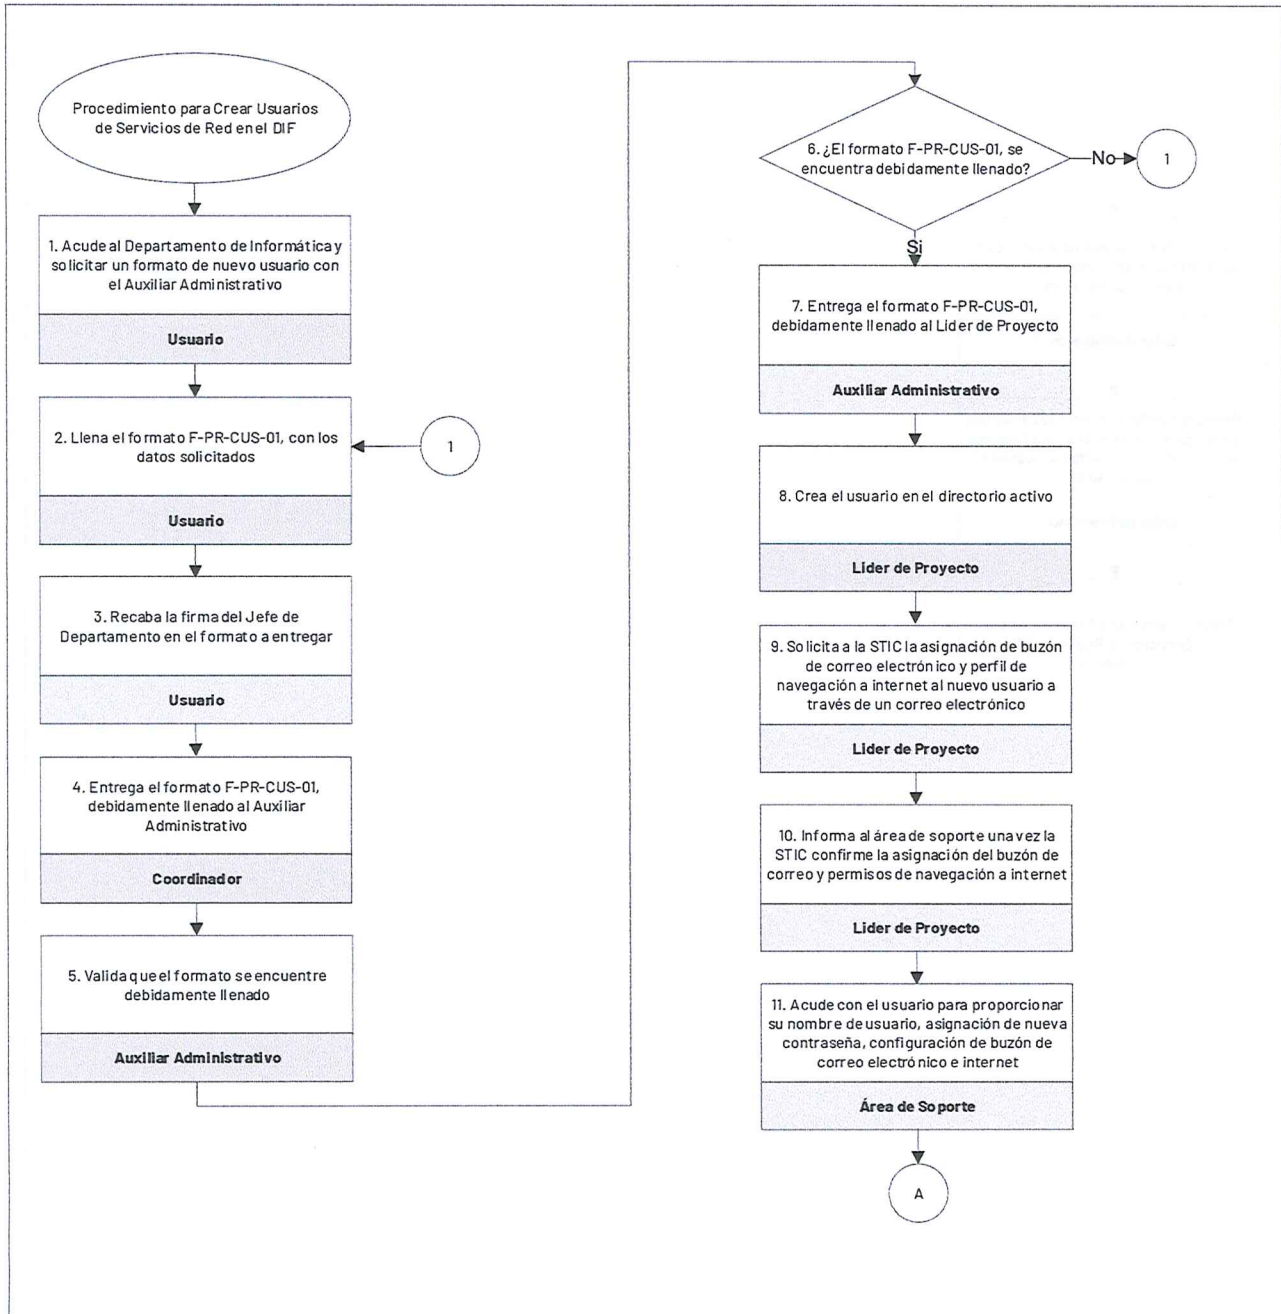 Procedimiento para Crear Usuarios
de Servicios de Red en el DIF
1. Acude al Departamento de Informática y
solicitar un formato de nuevo usuario con
el Auxiliar Administrativo
Usuario
2. Llena el formato F-PR-CUS-01, con los
datos solicitados
1
Usuario
3. Recaba la firma del Jefe de
Departamento en el formato a entregar
Usuario
4. Entrega el formato F-PR-CUS-01,
debidamente llenado al Auxiliar
Administrativo
Coordinador
5. Valida que el formato se encuentre
debidamente llenado
Auxiliar Administrativo
6. ¿El formato F-PR-CUS-01, se
encuentra debidamente llenado?
No
1
Si
7. Entrega el formato F-PR-CUS-01,
debidamente llenado al Lider de Proyecto
Auxiliar Administrativo
8. Crea el usuario en el directorio activo
Lider de Proyecto
9. Solicita a la STIC la asignación de buzón
de correo electrónico y perfil de
navegación a internet al nuevo usuario a
través de un correo electrónico
Lider de Proyecto
10. Informa al área de soporte una vez la
STIC confirme la asignación del buzón de
correo y permisos de navegación a internet
Lider de Proyecto
11. Acude con el usuario para proporcionar
su nombre de usuario, asignación de nueva
contraseña, configuración de buzón de
correo electrónico e internet
Área de Soporte
A